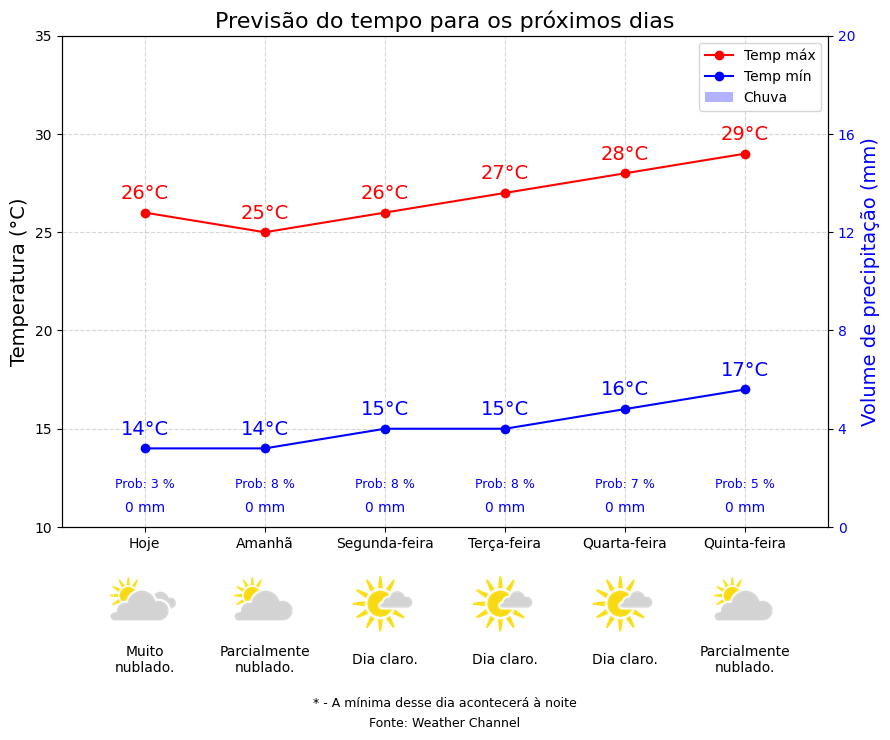 Previsão do tempo para os próximos dias
35
30
25
20
15
10
Temperatura (°C)
20
16
12
8
4
0
Volume de precipitação (mm)
Temp máx
Temp mín
Chuva
26°C
25°C
26°C
27°C
28°C
29°C
14°C
14°C
15°C
15°C
16°C
17°C
Prob: 3 %
Prob: 8 %
Prob: 8 %
Prob: 8 %
Prob: 7 %
Prob: 5 %
0 mm
0 mm
0 mm
0 mm
0 mm
0 mm
Hoje
Amanhã
Segunda-feira
Terça-feira
Quarta-feira
Quinta-feira
Muito
nublado.
Parcialmente
nublado.
Dia claro.
Dia claro.
Dia claro.
Parcialmente
nublado.
* - A mínima desse dia acontecerá à noite
Fonte: Weather Channel